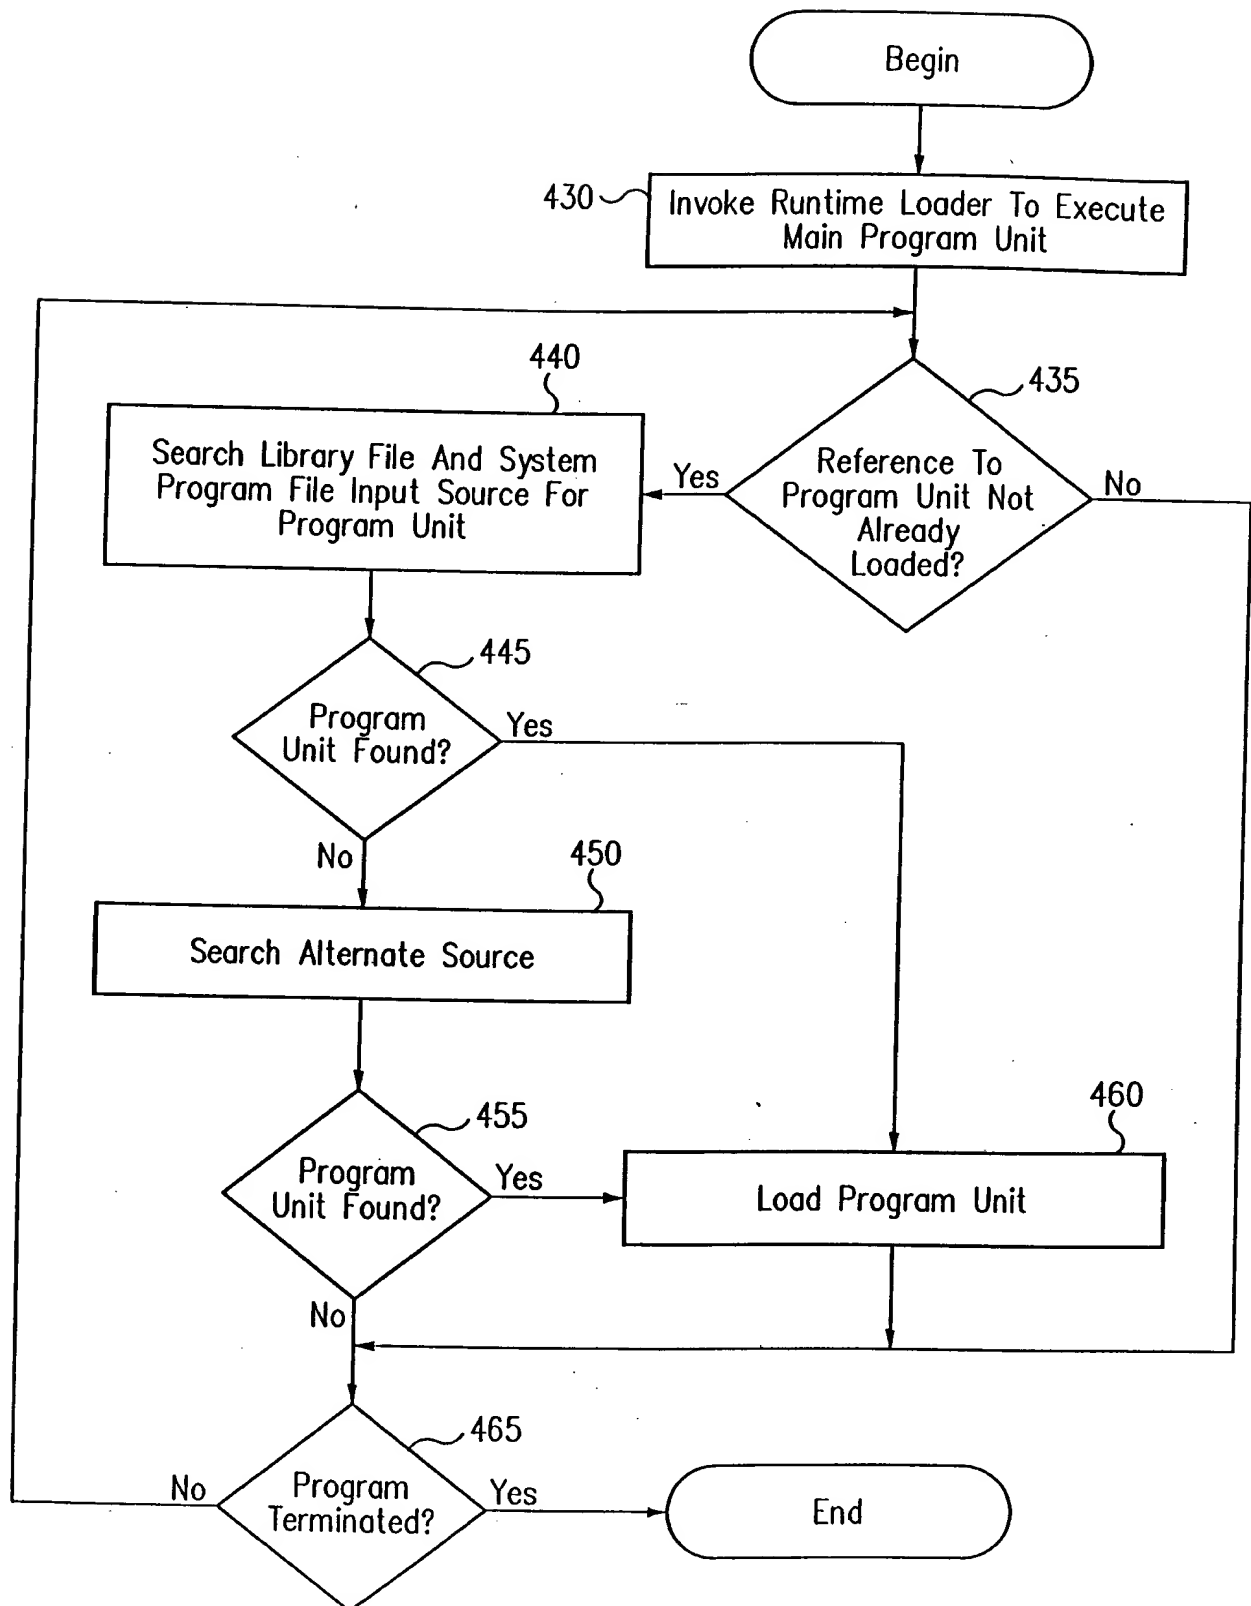 Begin
430
Invoke Runtime Loader To Execute
Main Program Unit
440
435
Search Library File And System
Program File Input Source For
Program Unit
Yes
Reference To
Program Unit Not
Already
Loaded?
No
445
Program
Unit Found?
Yes
No
450
Search Alternate Source
455
460
Program
Unit Found?
Yes
Load Program Unit
No
465
No
Program
Terminated?
Yes
End